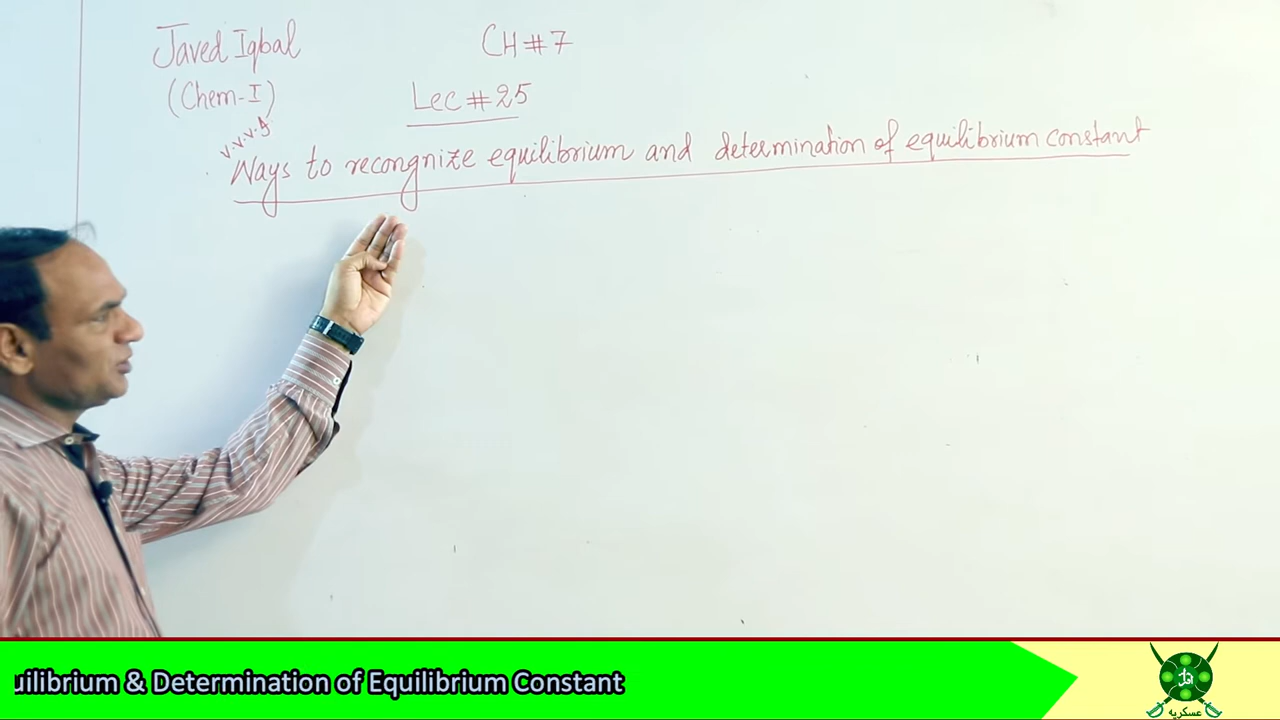 Javed Iqbal
CH#7
(Chem-I)
Lec#25
v.v.v.
Ways to recongnize equilibrium and determination of equilibrium constant
uilibrium & Determination of Equilibrium Constant
عسکریہ